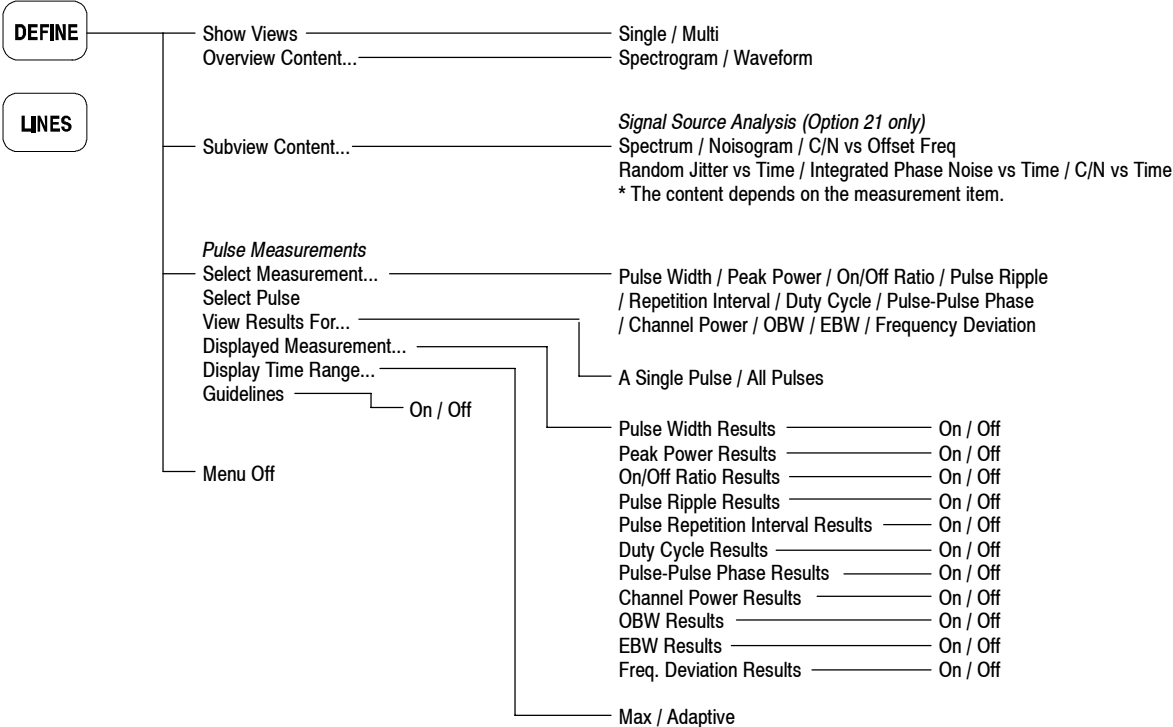 DEFINE
Show Views
Single / Multi
Overview Content...
Spectrogram / Waveform
LINES
Subview Content...
Signal Source Analysis (Option 21 only)
Spectrum / Noisogram / C/N vs Offset Freq
Random Jitter vs Time / Integrated Phase Noise vs Time / C/N vs Time
* The content depends on the measurement item.
Pulse Measurements
Select Measurement...
Pulse Width / Peak Power / On/Off Ratio / Pulse Ripple
/ Repetition Interval / Duty Cycle / Pulse-Pulse Phase
/ Channel Power / OBW / EBW / Frequency Deviation
Select Pulse
View Results For...
A Single Pulse / All Pulses
Displayed Measurement...
Display Time Range...
Guidelines
On / Off
Pulse Width Results On / Off
Peak Power Results On / Off
On/Off Ratio Results On / Off
Pulse Ripple Results On / Off
Pulse Repetition Interval Results On / Off
Duty Cycle Results On / Off
Pulse-Pulse Phase Results On / Off
Channel Power Results On / Off
OBW Results On / Off
EBW Results On / Off
Freq. Deviation Results On / Off
Max / Adaptive
Menu Off